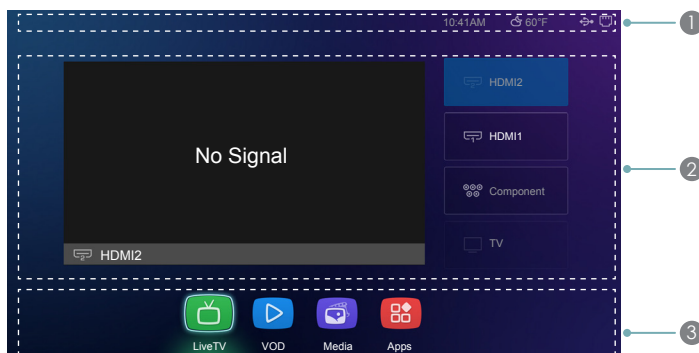 10:41AM 60°F
1
HDMI2
HDMI1
No Signal
2
Component
TV
HDMI2
3
LiveTV VOD Media Apps